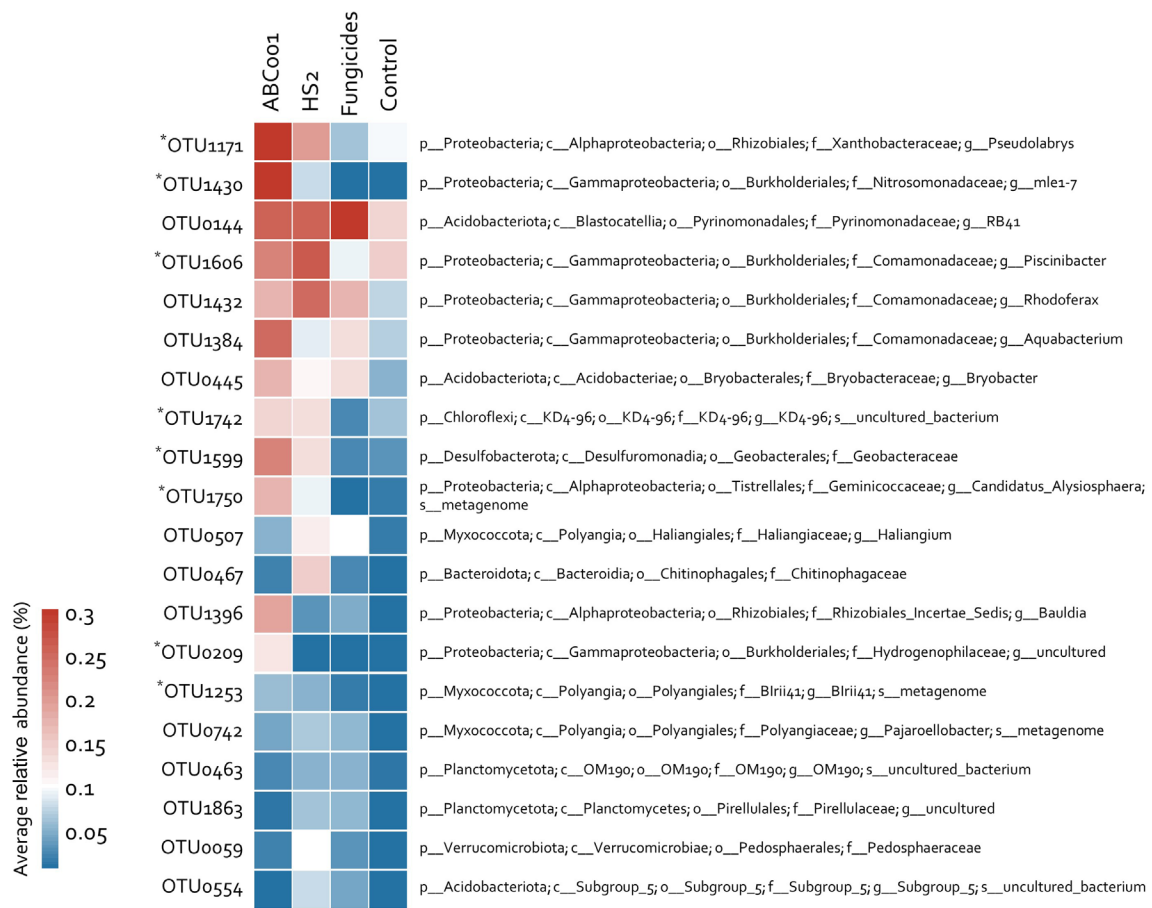 ABC001
HS2
Fungicides
Control
*OTU1171 p__Proteobacteria; c__Alphaproteobacteria; o__Rhizobiales; f__Xanthobacteraceae; g__Pseudolabrys
*OTU1430 p__Proteobacteria; c__Gammaproteobacteria; o__Burkholderiales; f__Nitrosomonadaceae; g__mle1-7
OTU0144 p__Acidobacteriota; c__Blastocatellia; o__Pyrinomonadales; f__Pyrinomonadaceae; g__RB41
*OTU1606 p__Proteobacteria; c__Gammaproteobacteria; o__Burkholderiales; f__Comamonadaceae; g__Piscinibacter
OTU1432 p__Proteobacteria; c__Gammaproteobacteria; o__Burkholderiales; f__Comamonadaceae; g__Rhodoferax
OTU1384 p__Proteobacteria; c__Gammaproteobacteria; o__Burkholderiales; f__Comamonadaceae; g__Aquabacterium
OTU0445 p__Acidobacteriota; c__Acidobacteriae; o__Bryobacterales; f__Bryobacteraceae; g__Bryobacter
*OTU1742 p__Chloroflexi; c__KD4-96; o__KD4-96; f__KD4-96; g__KD4-96; s__uncultured_bacterium
*OTU1599 p__Desulfobacterota; c__Desulfuromonadia; o__Geobacterales; f__Geobacteraceae
*OTU1750 p__Proteobacteria; c__Alphaproteobacteria; o__Tistrellales; f__Geminicoccaceae; g__Candidatus_Alysiosphaera;
s__metagenome
OTU0507 p__Myxococcota; c__Polyangia; o__Haliangiales; f__Haliangiaceae; g__Haliangium
OTU0467 p__Bacteroidota; c__Bacteroidia; o__Chitinophagales; f__Chitinophagaceae
OTU1396 p__Proteobacteria; c__Alphaproteobacteria; o__Rhizobiales; f__Rhizobiales_Incertae_Sedis; g__Bauldia
*OTU0209 p__Proteobacteria; c__Gammaproteobacteria; o__Burkholderiales; f__Hydrogenophilaceae; g__uncultured
*OTU1253 p__Myxococcota; c__Polyangia; o__Polyangiales; f__BIrii41; g__BIrii41; s__metagenome
OTU0742 p__Myxococcota; c__Polyangia; o__Polyangiales; f__Polyangiaceae; g__Pajaroellobacter; s__metagenome
OTU0463 p__Planctomycetota; c__OM190; o__OM190; f__OM190; g__OM190; s__uncultured_bacterium
OTU1863 p__Planctomycetota; c__Planctomycetes; o__Pirellulales; f__Pirellulaceae; g__uncultured
OTU0059 p__Verrucomicrobiota; c__Verrucomicrobiae; o__Pedosphaerales; f__Pedosphaeraceae
OTU0554 p__Acidobacteriota; c__Subgroup_5; o__Subgroup_5; f__Subgroup_5; g__Subgroup_5; s__uncultured_bacterium
Average relative abundance (%)
0.3
0.25
0.2
0.15
0.1
0.05